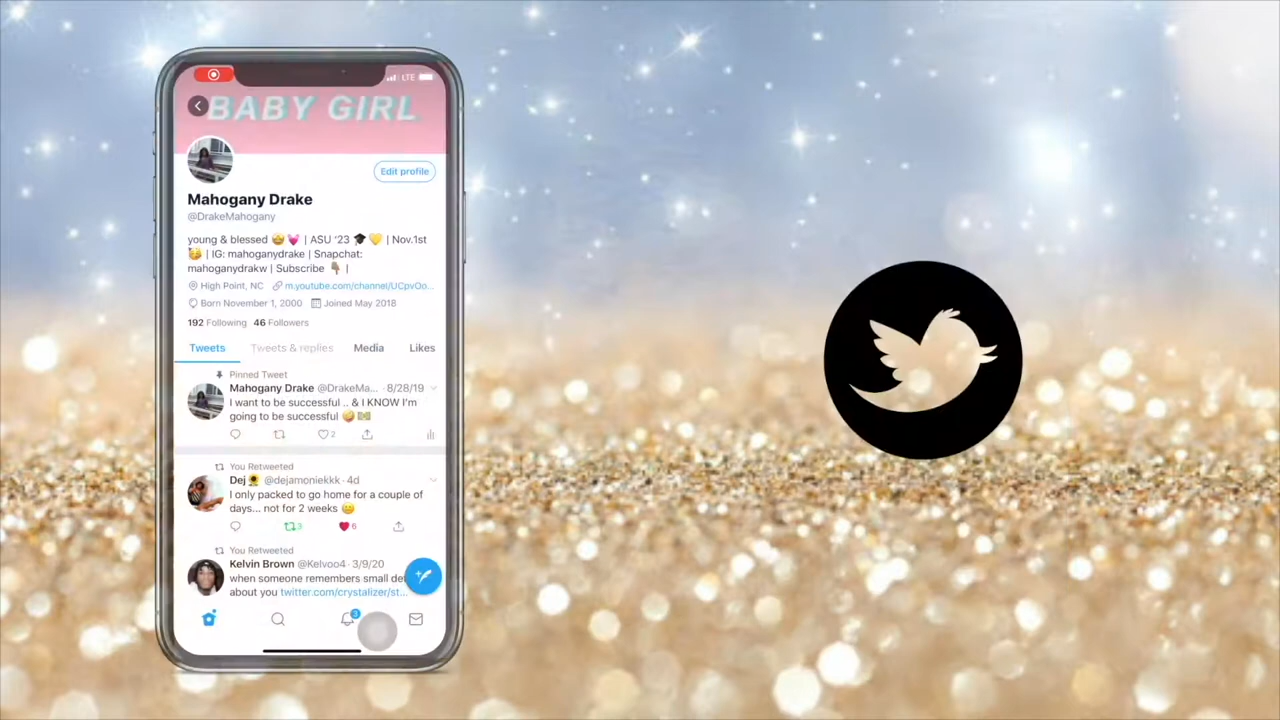 LTE
BABY GIRL
Edit profile
Mahogany Drake
@DrakeMahogany
young & blessed 🤩💓 | ASU '23 🎓💛 | Nov.1st
🥰 | IG: mahoganydrake | Snapchat:
mahoganydrakw | Subscribe 👇🏽 |
High Point, NC m.youtube.com/channel/UCpvOo...
Born November 1, 2000 Joined May 2018
192 Following 46 Followers
Tweets Tweets & replies Media Likes
Pinned Tweet
Mahogany Drake @DrakeMa... · 8/28/19
I want to be successful .. & I KNOW I'm
going to be successful 🤪💵
2
You Retweeted
Dej🌻 @dejamoniekkk · 4d
I only packed to go home for a couple of
days... not for 2 weeks 🙂
3 6
You Retweeted
Kelvin Brown @Kelvoo4 · 3/9/20
when someone remembers small det
about you twitter.com/crystalizer/st...
3